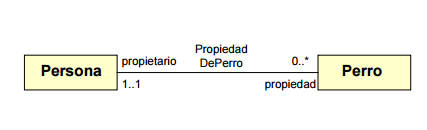 Propiedad
DePerro
Persona
propietario
1..1
0..*
propiedad
Perro